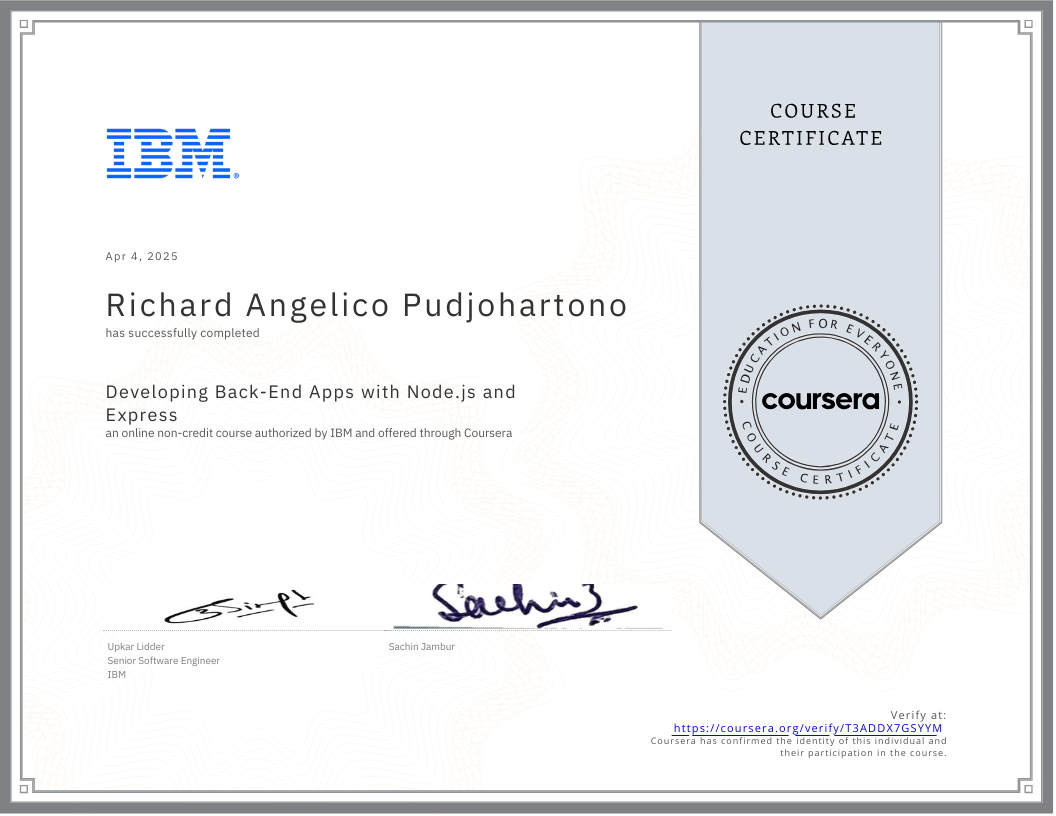 COURSE
CERTIFICATE
IBM®
Apr 4, 2025
Richard Angelico Pudjohartono
has successfully completed
Developing Back-End Apps with Node.js and
Express
an online non-credit course authorized by IBM and offered through Coursera
EDUCATION FOR EVERYONE
coursera
COURSE CERTIFICATE
Sachin
Upkar Lidder
Senior Software Engineer
IBM
Sachin Jambur
Verify at:
https://coursera.org/verify/T3ADDX7GSYYM
Coursera has confirmed the identity of this individual and
their participation in the course.